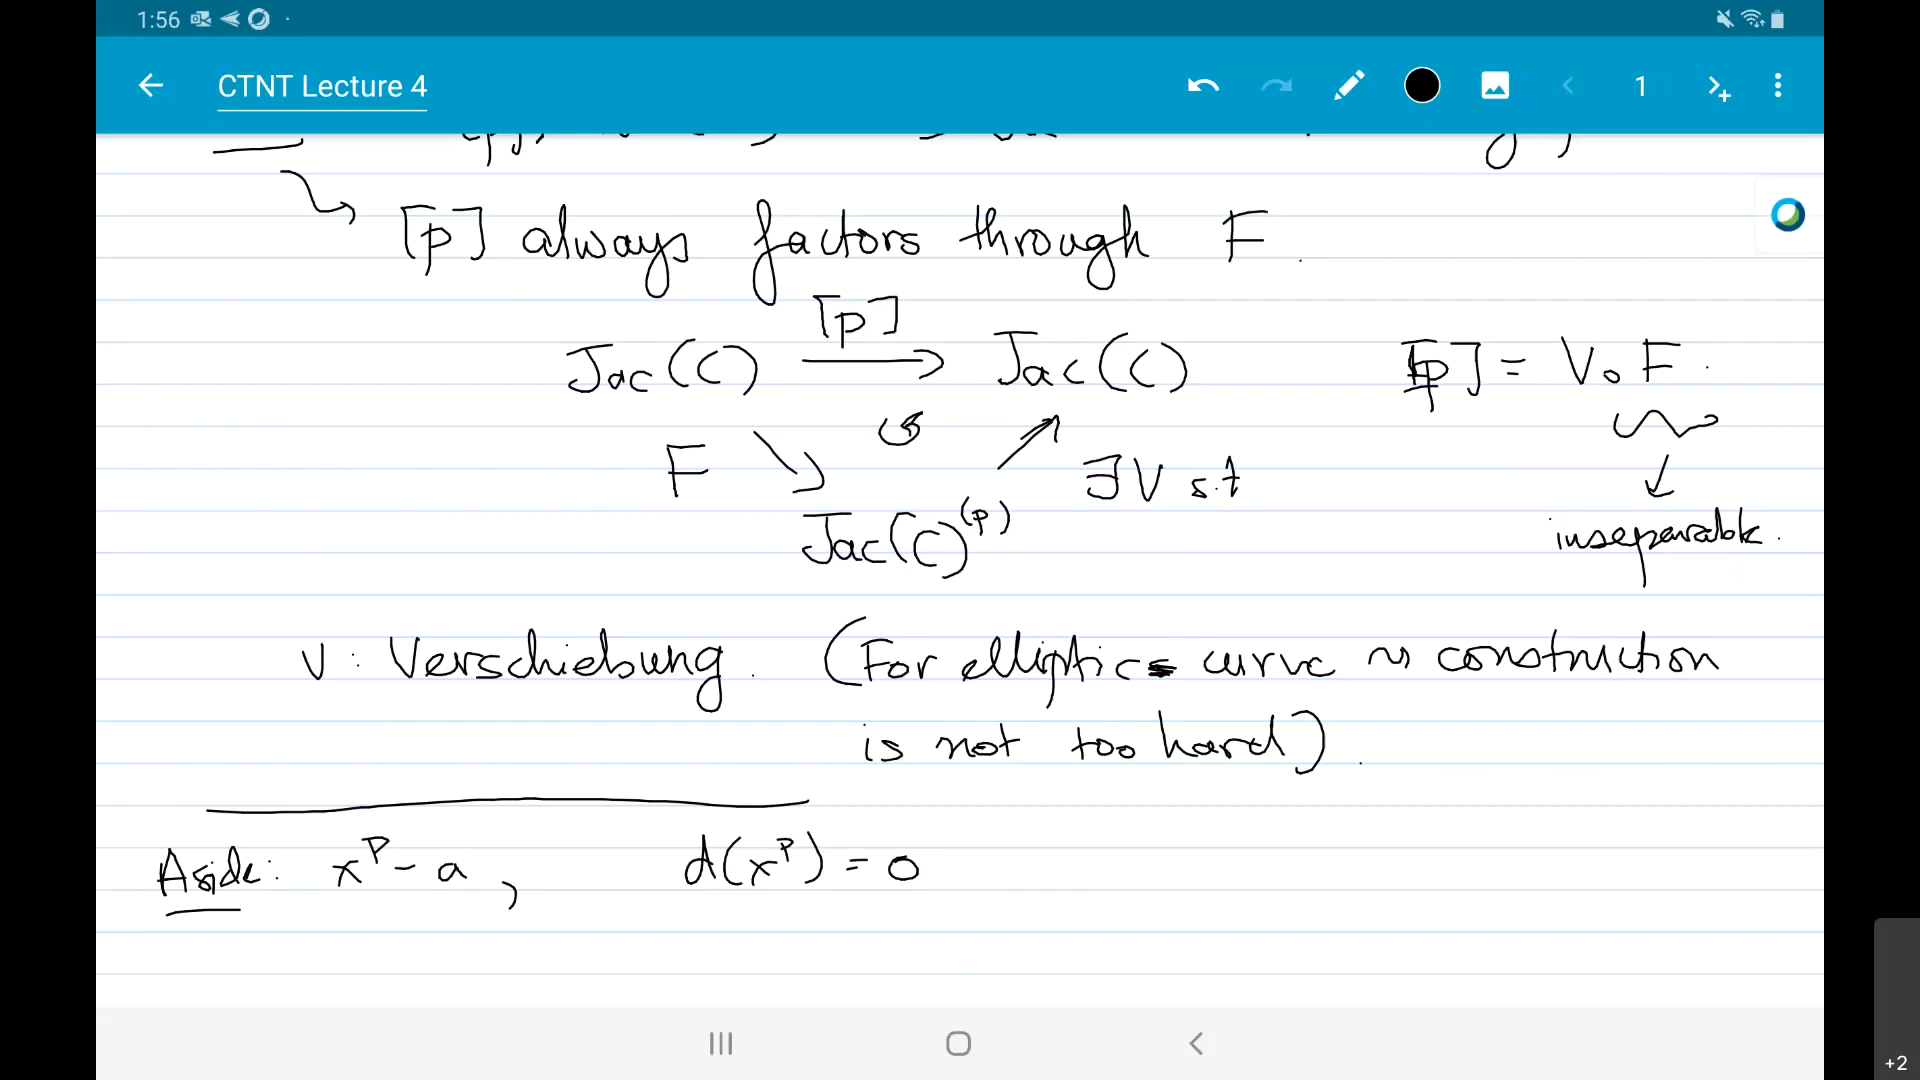 1:56
CTNT Lecture 4
1
[p] always factors through F.
[p]
Jac(C) → Jac(C) [p] = V∘F.
F ↘ ↺ ↗ ∃V s.t
Jac(C)^(p) inseparable.
V: Verschiebung. (For elliptic curve ⇝ construction
is not too hard).
Aside: x^p - a, d(x^p) = 0
+2